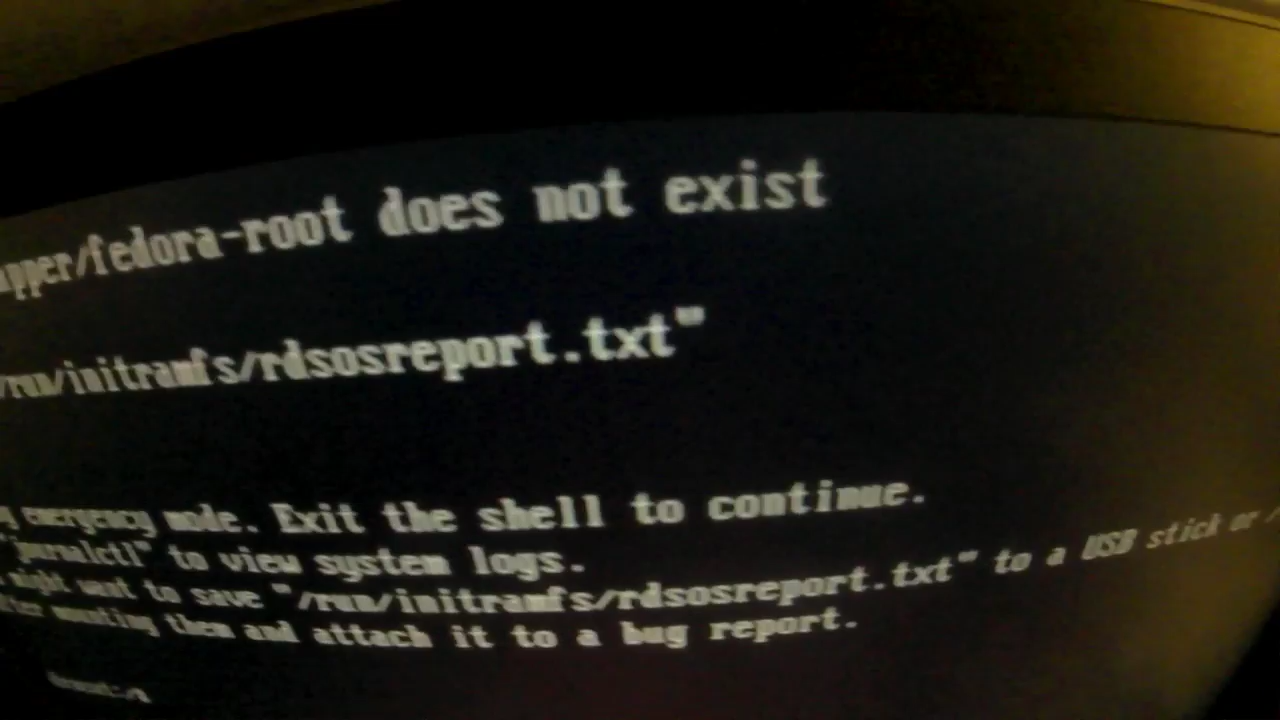 apper/fedora-root does not exist
/run/initramfs/rdsosreport.txt"
emergency mode. Exit the shell to continue.
"journalctl" to view system logs.
might want to save "/run/initramfs/rdsosreport.txt" to a USB stick or /
after mounting them and attach it to a bug report.